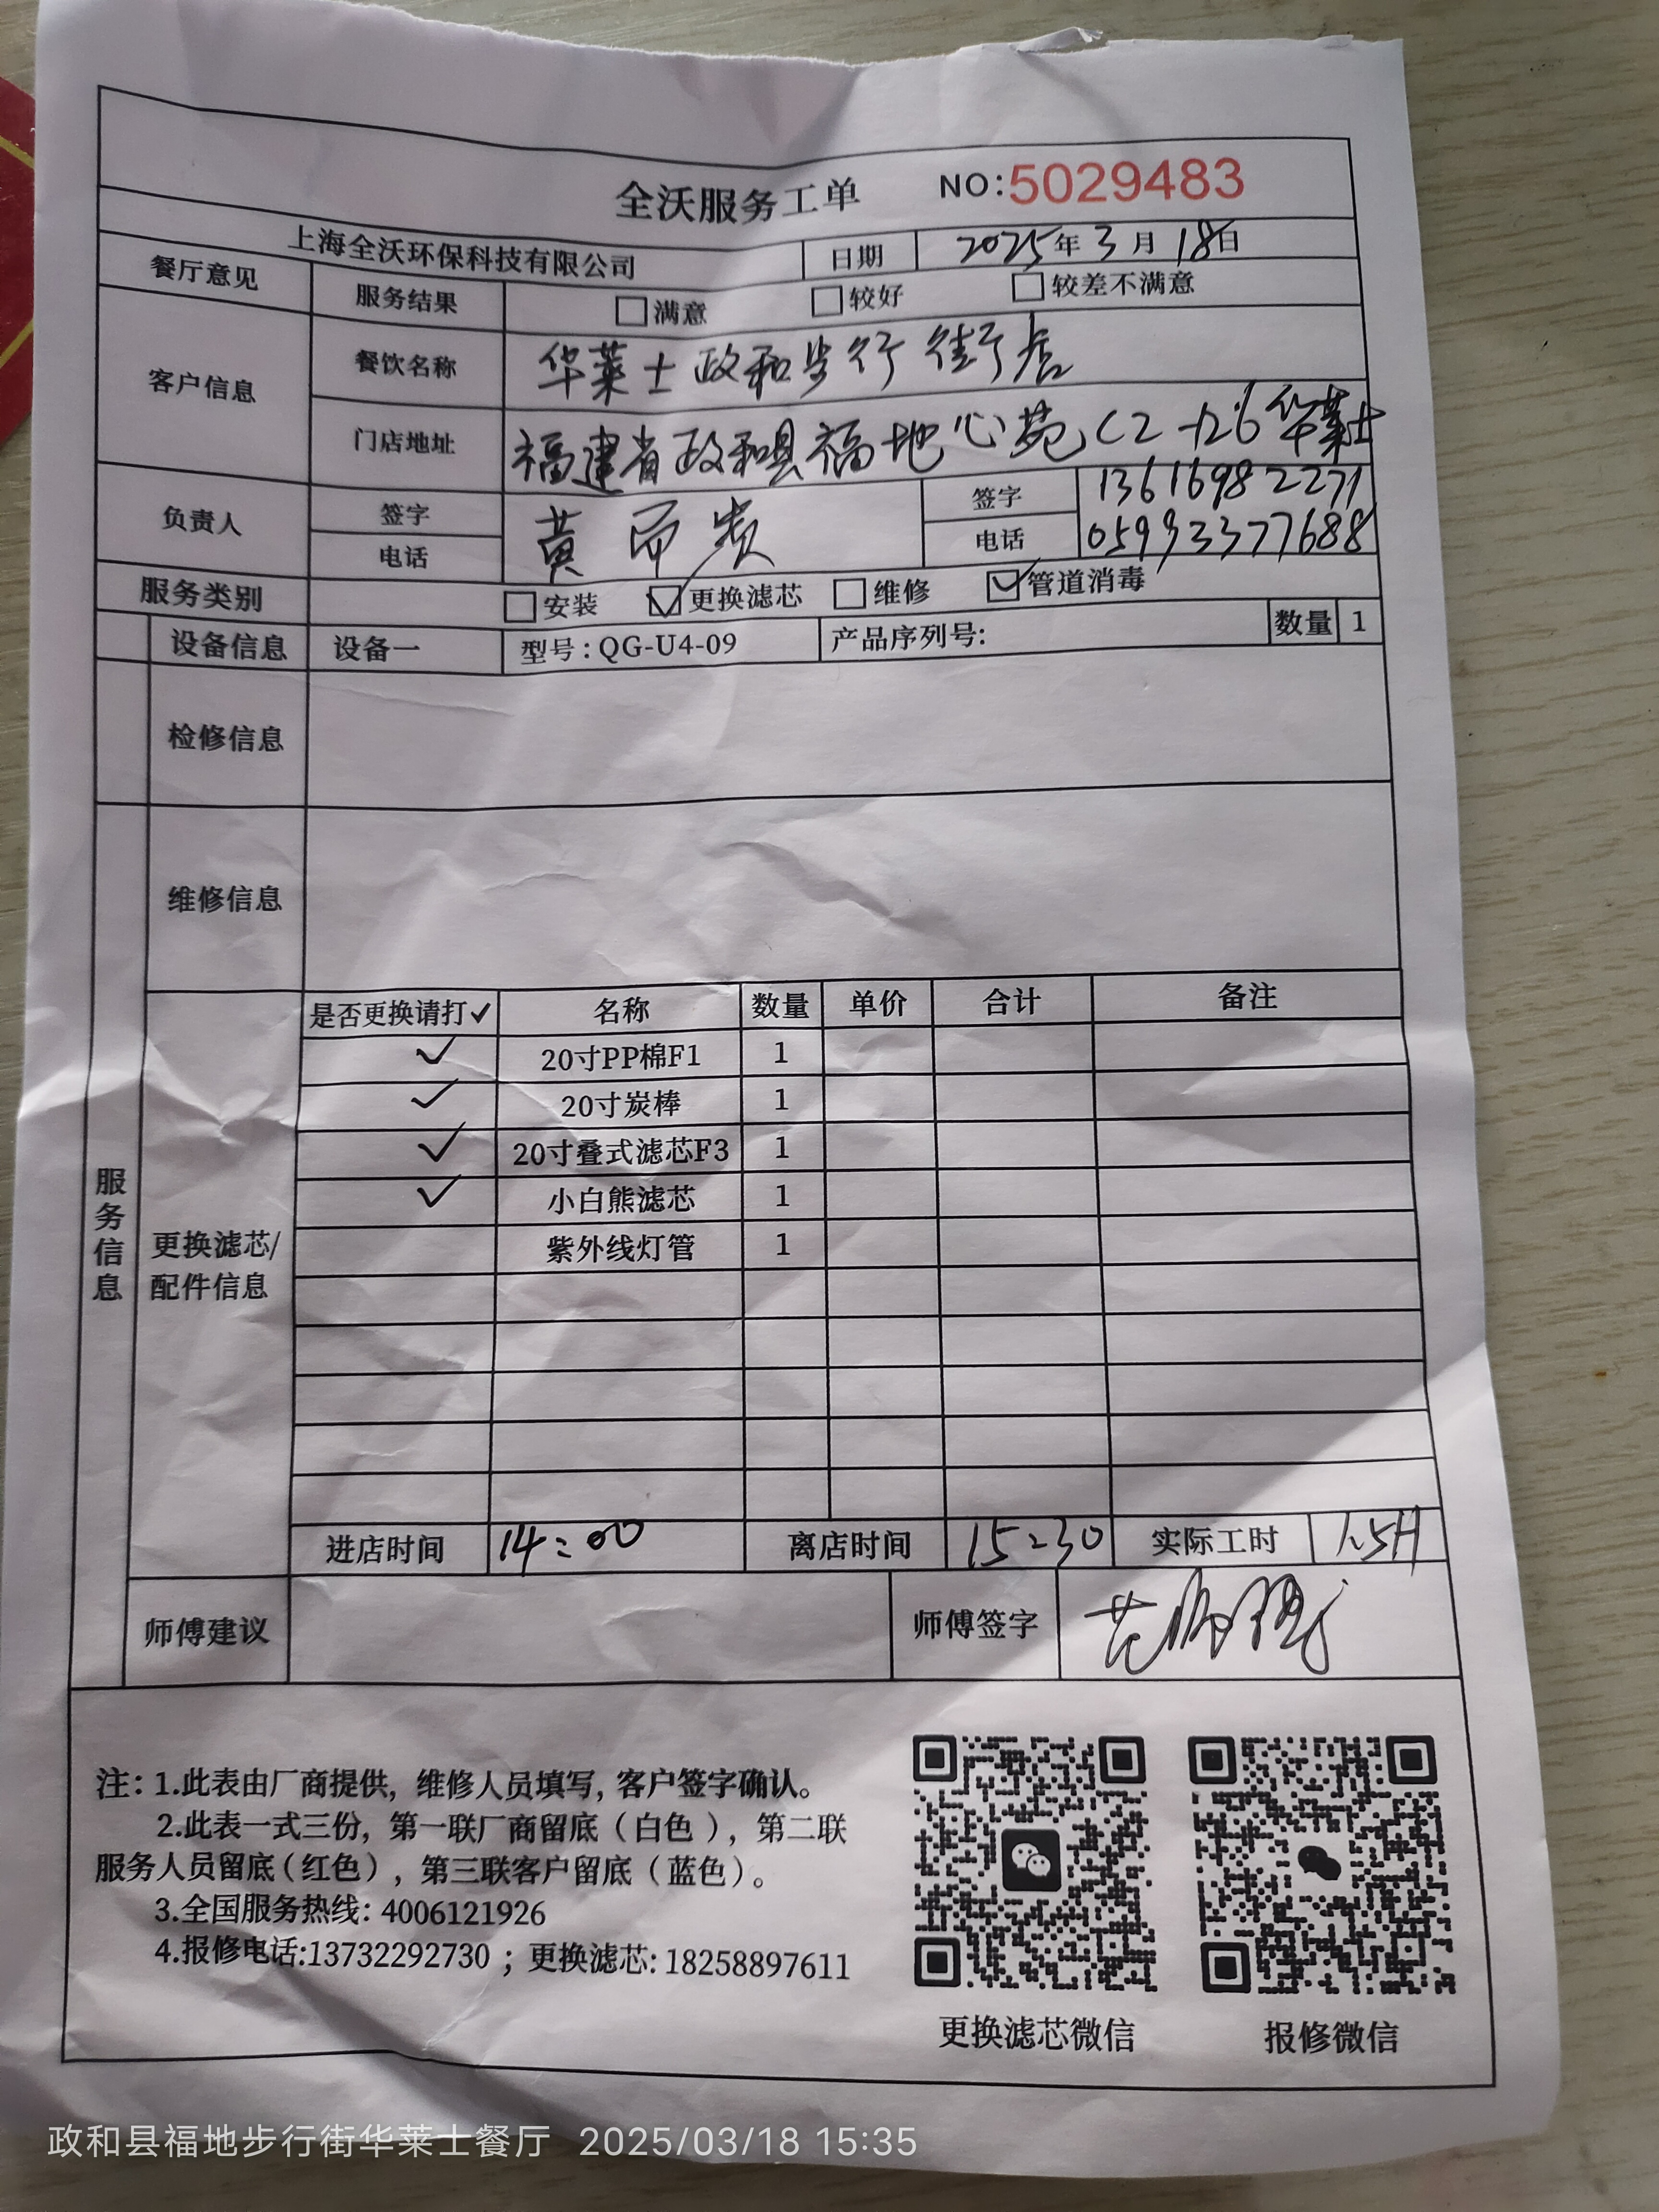 全沃服务工单 NO:5029483
上海全沃环保科技有限公司 日期 2025年3月18日
餐厅意见 服务结果 满意 较好 较差不满意
客户信息 餐饮名称 华莱士政和步行街店
门店地址 福建省政和县福地心苑C2-126华莱士
负责人 签字 黄 签字 13616982271
电话 电话 05993377688
服务类别 安装 更换滤芯 维修 管道消毒
设备信息 设备一 型号:QG-U4-09 产品序列号: 数量 1
检修信息
维修信息
服务信息
更换滤芯/
配件信息
是否更换请打✓ 名称 数量 单价 合计 备注
✓ 20寸PP棉F1 1
✓ 20寸炭棒 1
✓ 20寸叠式滤芯F3 1
✓ 小白熊滤芯 1
紫外线灯管 1
进店时间 14:00 离店时间 15:30 实际工时 1.5H
师傅建议 师傅签字
注: 1.此表由厂商提供, 维修人员填写, 客户签字确认。
2.此表一式三份, 第一联厂商留底(白色), 第二联
服务人员留底(红色), 第三联客户留底(蓝色)。
3.全国服务热线: 4006121926
4.报修电话:13732292730 ; 更换滤芯: 18258897611
更换滤芯微信 报修微信
政和县福地步行街华莱士餐厅 2025/03/18 15:35